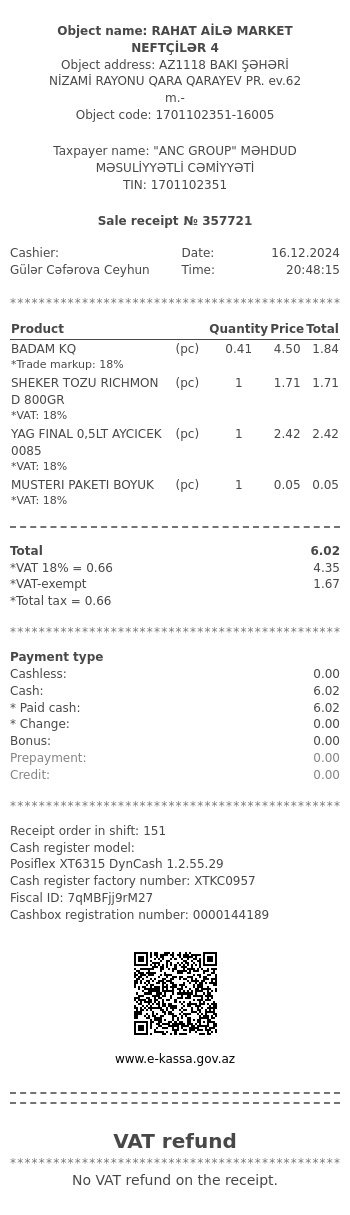 Object name: RAHAT AİLƏ MARKET
NEFTÇİLƏR 4
Object address: AZ1118 BAKI ŞƏHƏRİ
NİZAMİ RAYONU QARA QARAYEV PR. ev.62
m.-
Object code: 1701102351-16005
Taxpayer name: "ANC GROUP" MƏHDUD
MƏSULİYYƏTLİ CƏMİYYƏTİ
TIN: 1701102351
Sale receipt № 357721
Cashier: Date: 16.12.2024
Gülər Cəfərova Ceyhun Time: 20:48:15
********************************************
Product Quantity Price Total
BADAM KQ (pc) 0.41 4.50 1.84
*Trade markup: 18%
SHEKER TOZU RICHMON (pc) 1 1.71 1.71
D 800GR
*VAT: 18%
YAG FINAL 0,5LT AYCICEK (pc) 1 2.42 2.42
0085
*VAT: 18%
MUSTERI PAKETI BOYUK (pc) 1 0.05 0.05
*VAT: 18%
Total 6.02
*VAT 18% = 0.66 4.35
*VAT-exempt 1.67
*Total tax = 0.66
********************************************
Payment type
Cashless: 0.00
Cash: 6.02
* Paid cash: 6.02
* Change: 0.00
Bonus: 0.00
Prepayment: 0.00
Credit: 0.00
********************************************
Receipt order in shift: 151
Cash register model:
Posiflex XT6315 DynCash 1.2.55.29
Cash register factory number: XTKC0957
Fiscal ID: 7qMBFjj9rM27
Cashbox registration number: 0000144189
www.e-kassa.gov.az
VAT refund
********************************************
No VAT refund on the receipt.